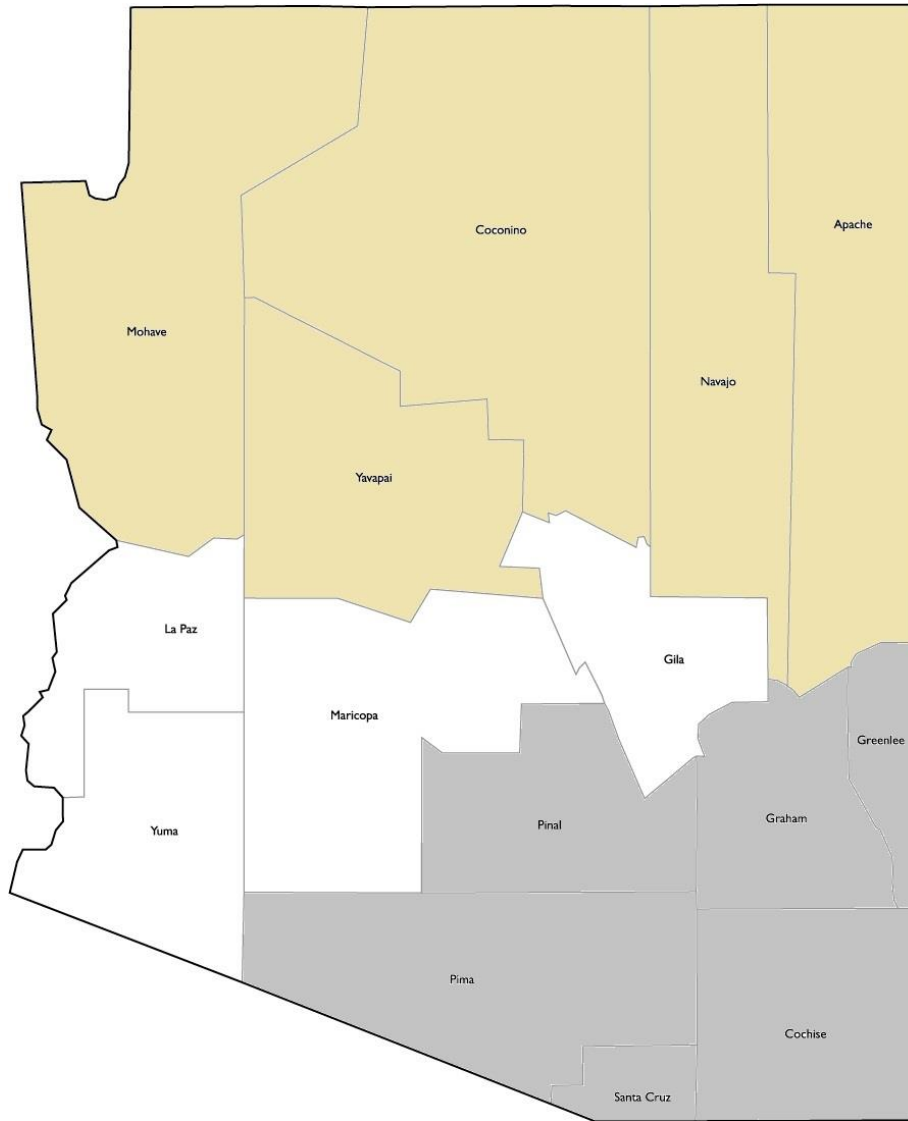 Coconino
Apache
Mohave
Navajo
Yavapai
La Paz
Gila
Maricopa
Greenlee
Graham
Pinal
Yuma
Pima
Cochise
Santa Cruz